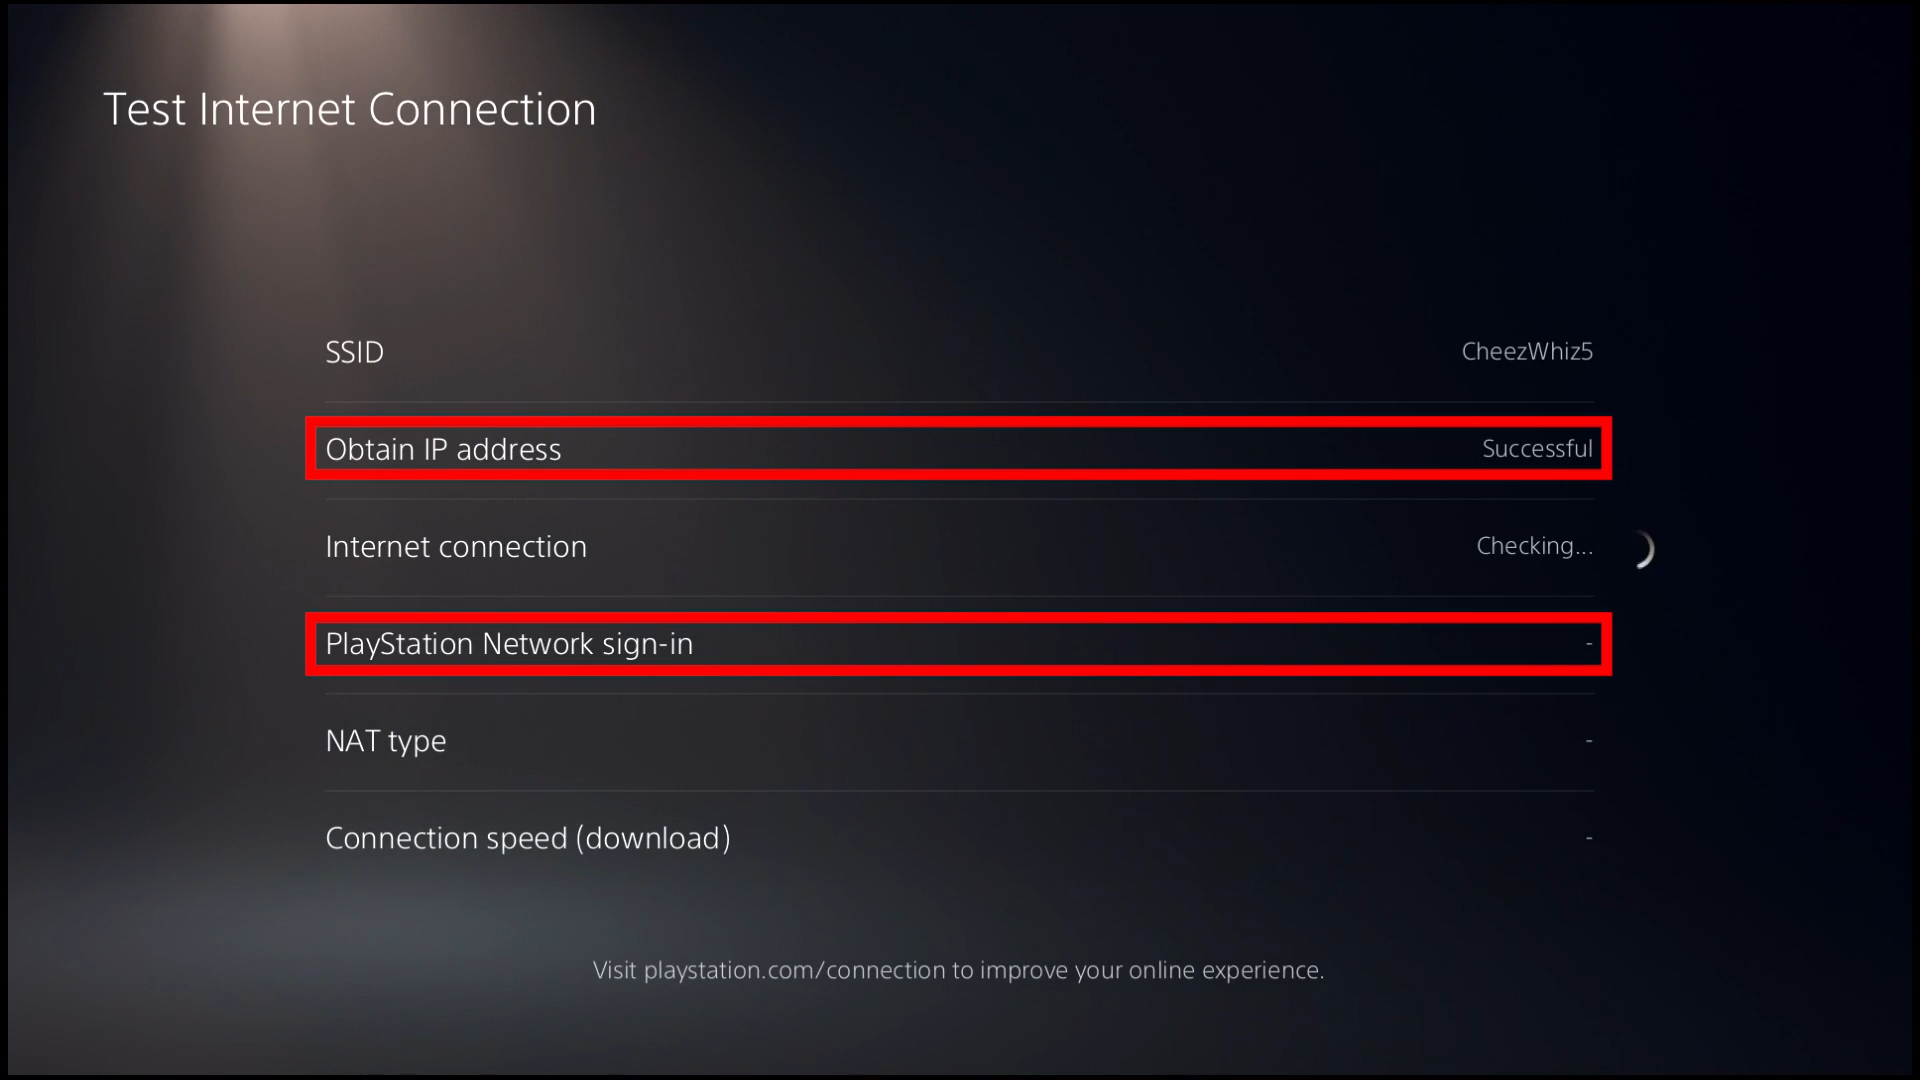 Test Internet Connection
SSID CheezWhiz5
Obtain IP address Successful
Internet connection Checking...
PlayStation Network sign-in -
NAT type -
Connection speed (download) -
Visit playstation.com/connection to improve your online experience.